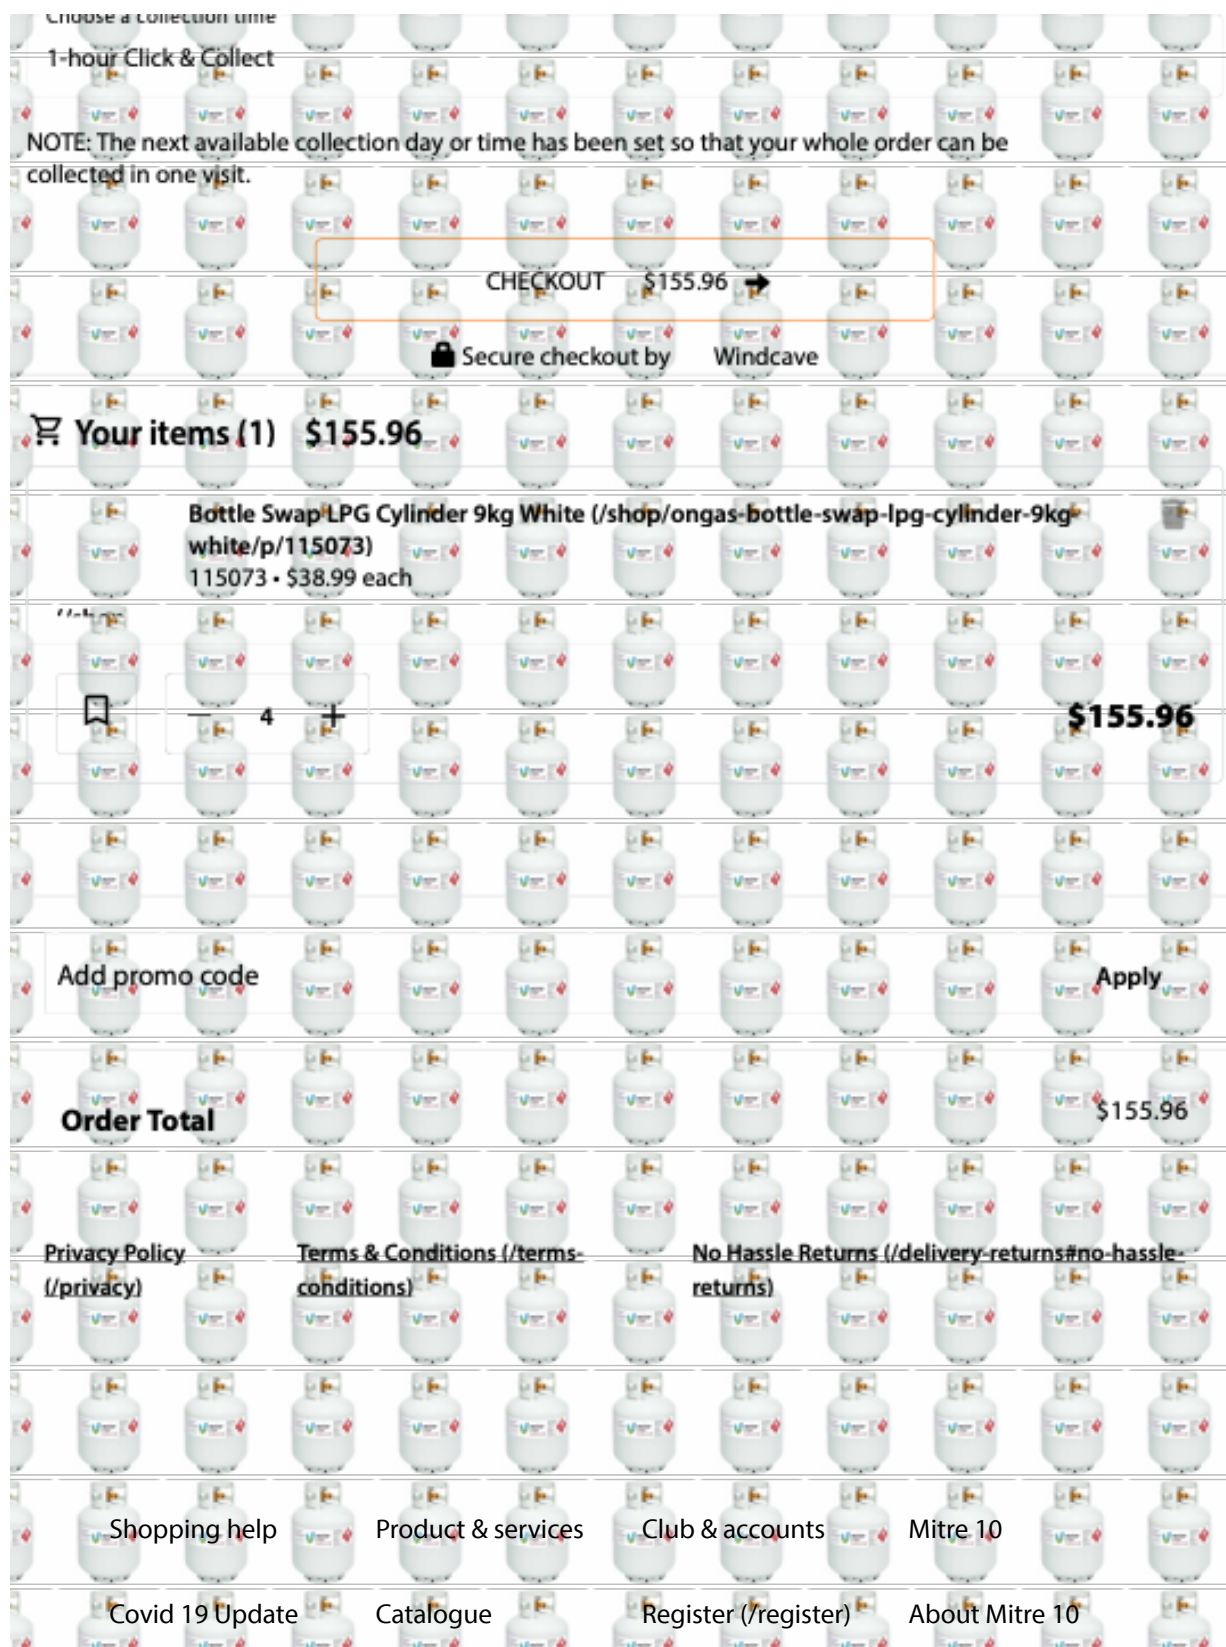 Choose a collection time
1-hour Click & Collect
NOTE: The next available collection day or time has been set so that your whole order can be
collected in one visit.
CHECKOUT $155.96
Secure checkout by Windcave
Your items (1) $155.96
Bottle Swap LPG Cylinder 9kg White (/shop/ongas-bottle-swap-lpg-cylinder-9kg-
white/p/115073)
115073 • $38.99 each
4
$155.96
Add promo code Apply
Order Total $155.96
Privacy Policy
(/privacy)
Terms & Conditions (/terms-
conditions)
No Hassle Returns (/delivery-returns#no-hassle-
returns)
Shopping help Product & services Club & accounts Mitre 10
Covid 19 Update Catalogue Register (/register) About Mitre 10